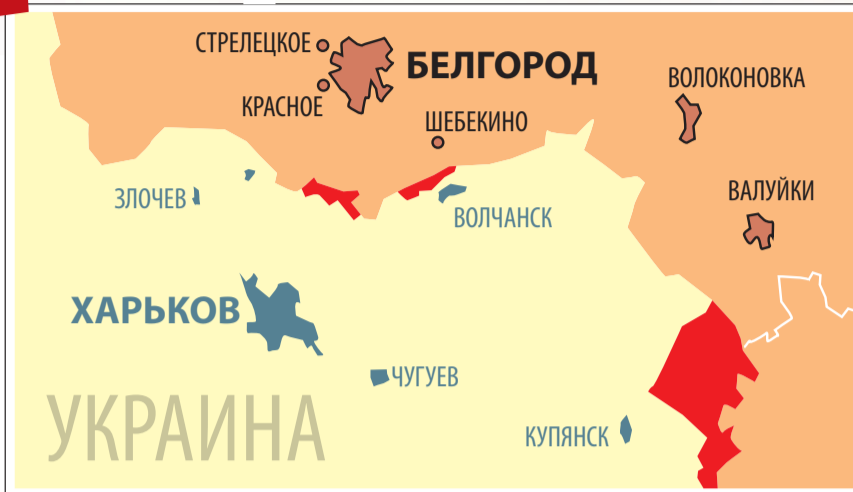 СТРЕЛЕЦКОЕ
БЕЛГОРОД
ВОЛОКОНОВКА
КРАСНОЕ
ШЕБЕКИНО
ЗЛОЧЕВ
ВАЛУЙКИ
ВОЛЧАНСК
ХАРЬКОВ
ЧУГУЕВ
УКРАИНА
КУПЯНСК